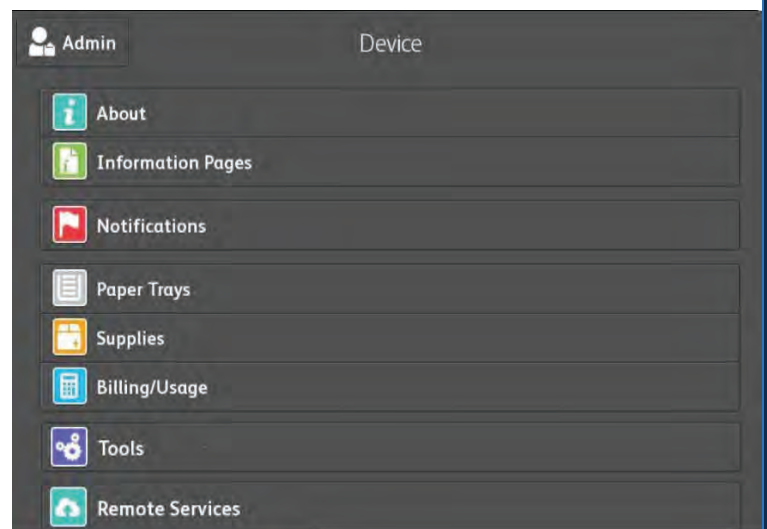 Admin
Device
About
Information Pages
Notifications
Paper Trays
Supplies
Billing/Usage
Tools
Remote Services